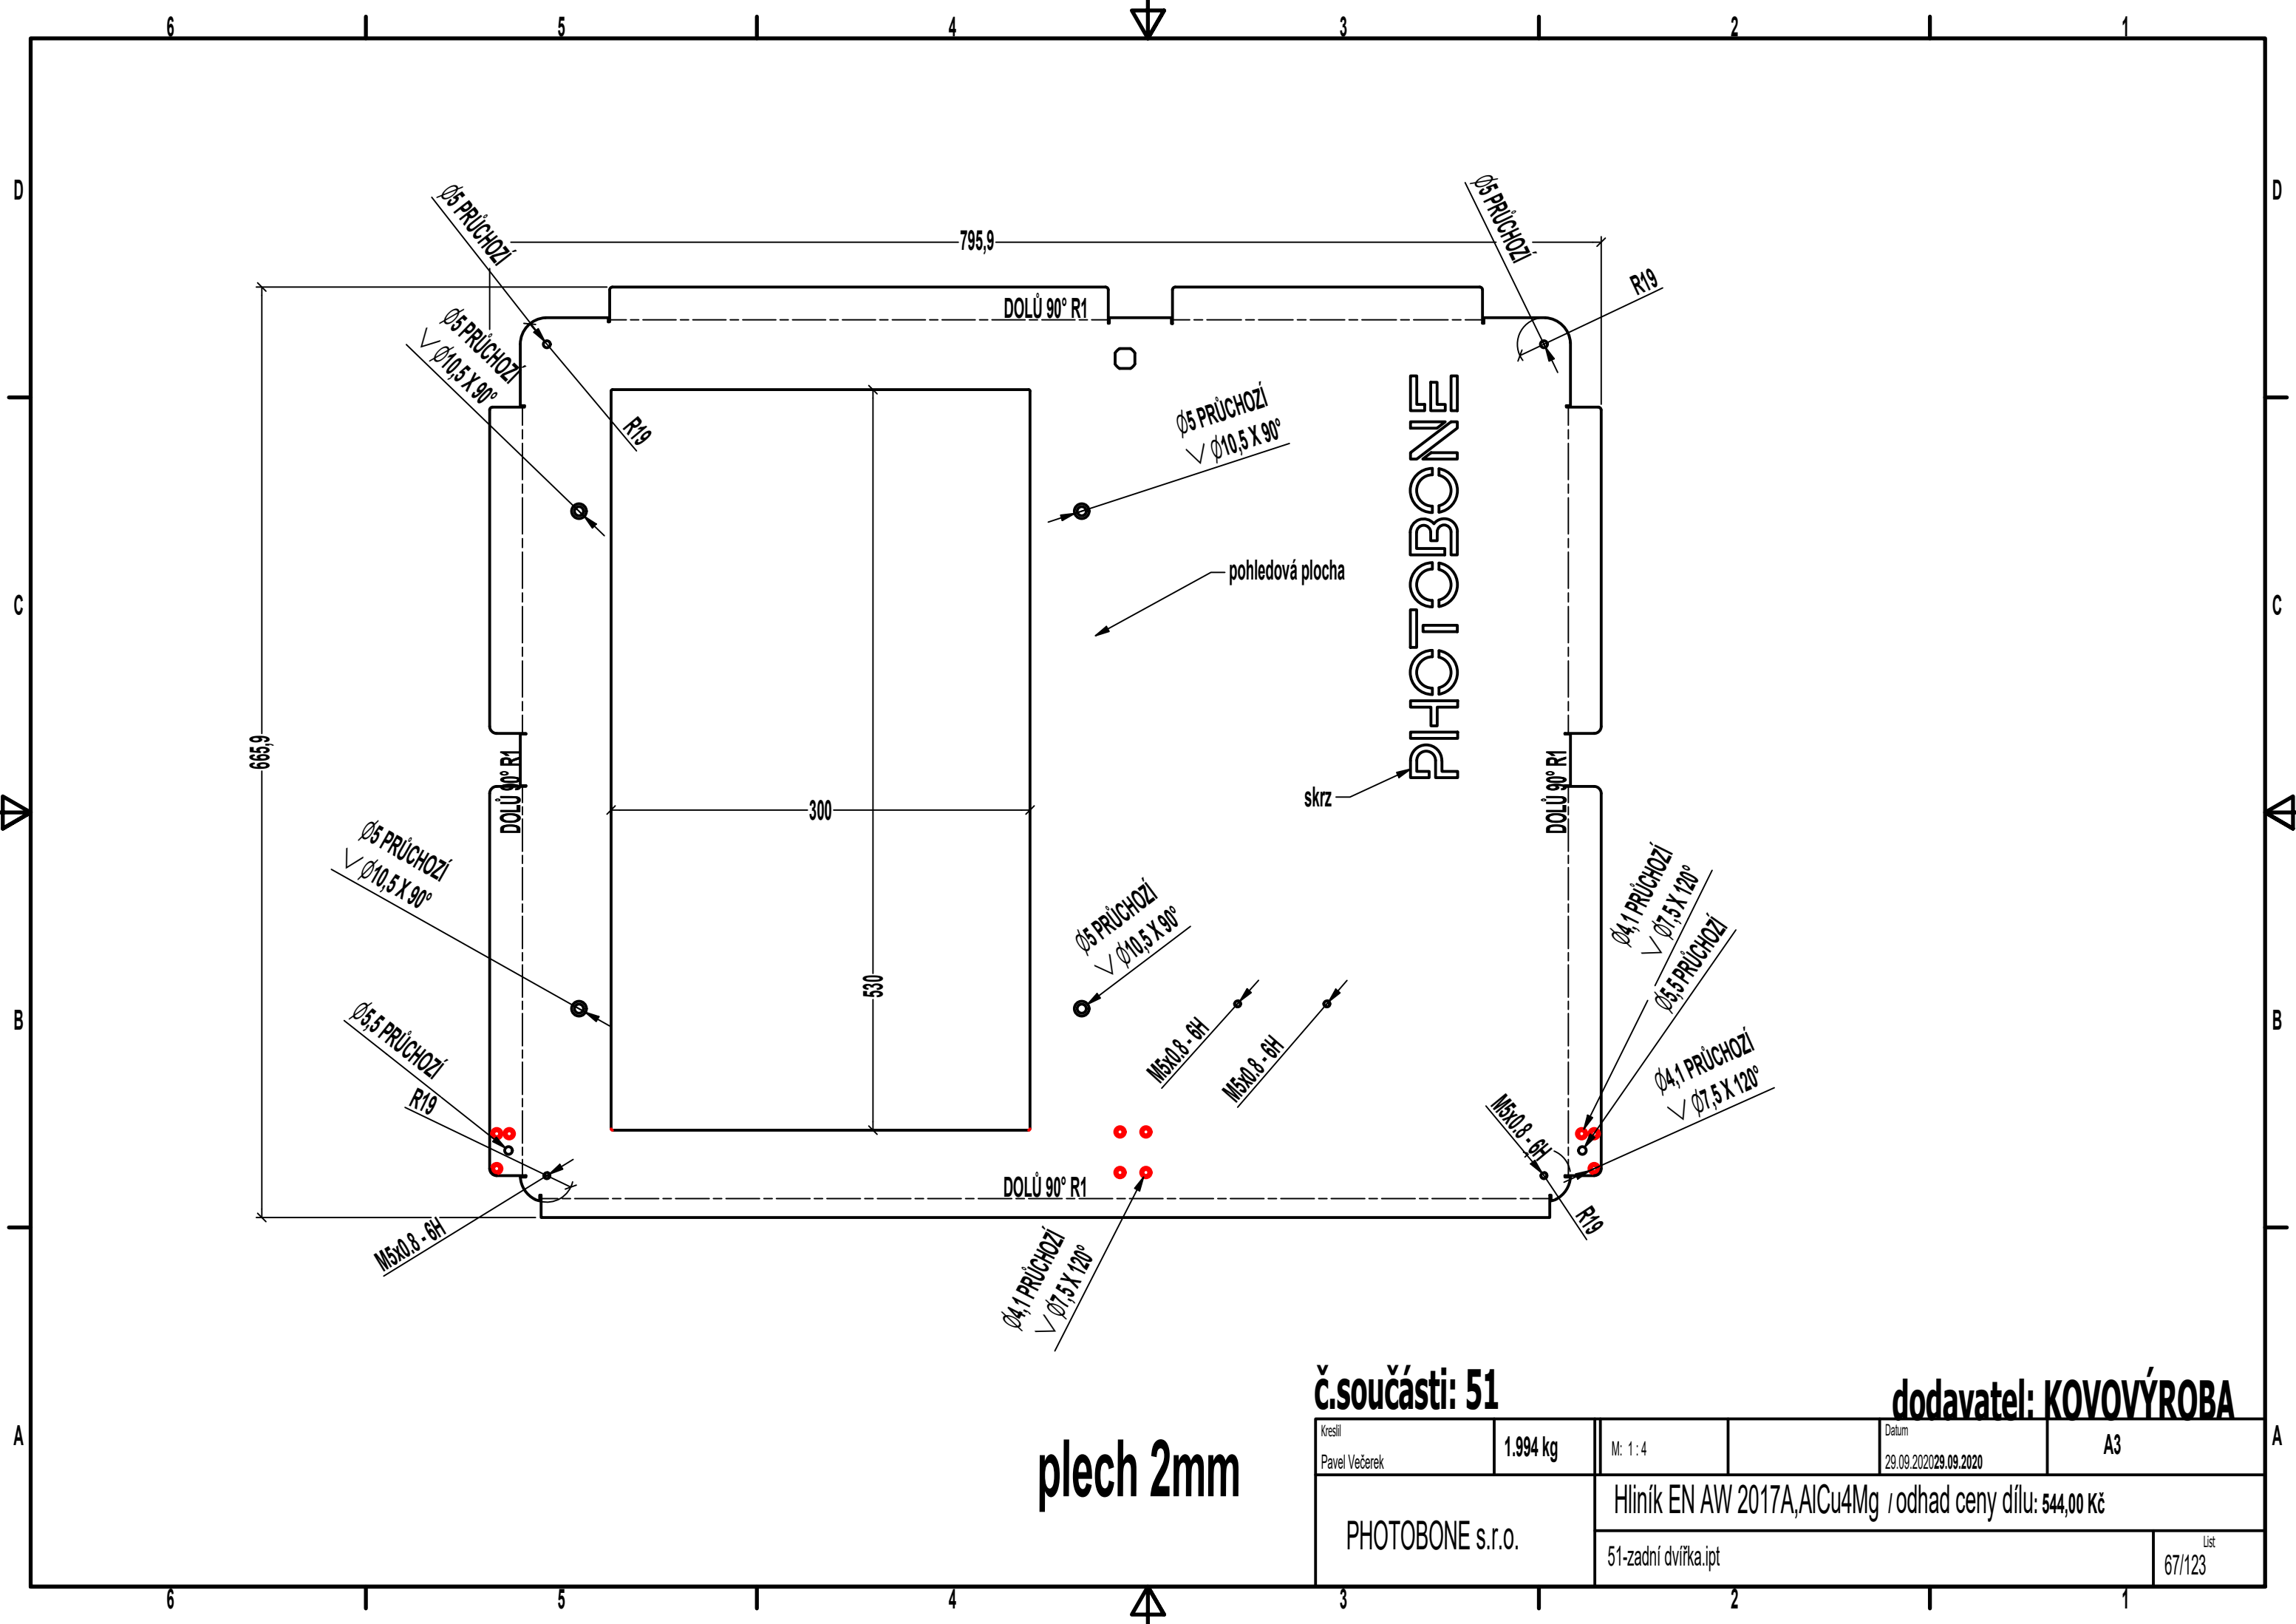 6 5 4 3 2 1
D
D
Ø5 PRŮCHOZÍ
Ø5 PRŮCHOZÍ
795,9
R19
DOLŮ 90° R1
Ø5 PRŮCHOZÍ
Ø10,5 X 90°
R19
Ø5 PRŮCHOZÍ
Ø10,5 X 90°
PHOTOBONE
pohledová plocha
C
C
665,9
DOLŮ 90° R1
300
skrz
DOLŮ 90° R1
Ø5 PRŮCHOZÍ
Ø10,5 X 90°
Ø5 PRŮCHOZÍ
Ø10,5 X 90°
Ø4,1 PRŮCHOZÍ
Ø7,5 X 120°
Ø5,5 PRŮCHOZÍ
530
B
B
Ø5,5 PRŮCHOZÍ
R19
M5x0.8 - 6H
M5x0.8 - 6H
Ø4,1 PRŮCHOZÍ
Ø7,5 X 120°
M5x0.8 - 6H
DOLŮ 90° R1
M5x0.8 - 6H
R19
Ø4,1 PRŮCHOZÍ
Ø7,5 X 120°
A
A
plech 2mm
č.součásti: 51
dodavatel: KOVOVÝROBA
Kreslil
Pavel Večerek
1.994 kg
M: 1 : 4
Datum
29.09.202029.09.2020
A3
Hliník EN AW 2017A,AlCu4Mg / odhad ceny dílu: 544,00 Kč
PHOTOBONE s.r.o.
51-zadní dvířka.ipt
List
67/123
6 5 4 3 2 1